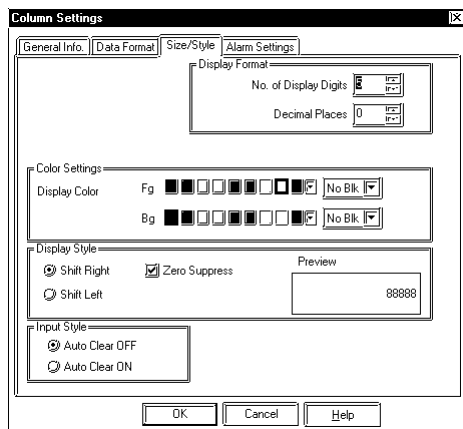 Column Settings
General Info. Data Format Size/Style Alarm Settings
Display Format
No. of Display Digits
Decimal Places 0
Color Settings
Display Color Fg No Blk
Bg No Blk
Display Style
Shift Right Zero Suppress Preview
Shift Left 88888
Input Style
Auto Clear OFF
Auto Clear ON
OK Cancel Help